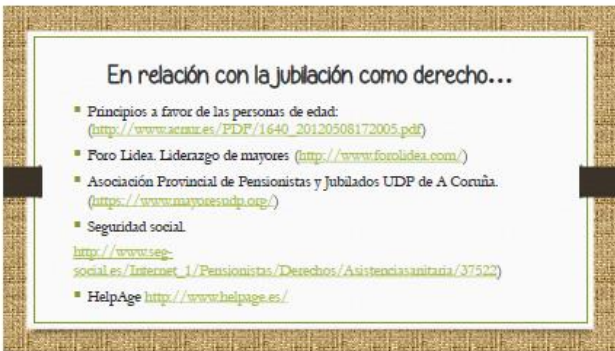 En relación con la jubilación como derecho...
Principios a favor de las personas de edad:
(http://www.acnur.es/PDF/1640_20120508172005.pdf)
Foro Lidea. Liderazgo de mayores (http://www.forolidea.com/)
Asociación Provincial de Pensionistas y Jubilados UDP de A Coruña.
(https://www.mayoresudp.org/)
Seguridad social.
http://www.seg-
social.es/Internet_1/Pensionistas/Derechos/Asistenciasanitaria/37522)
HelpAge http://www.helpage.es/